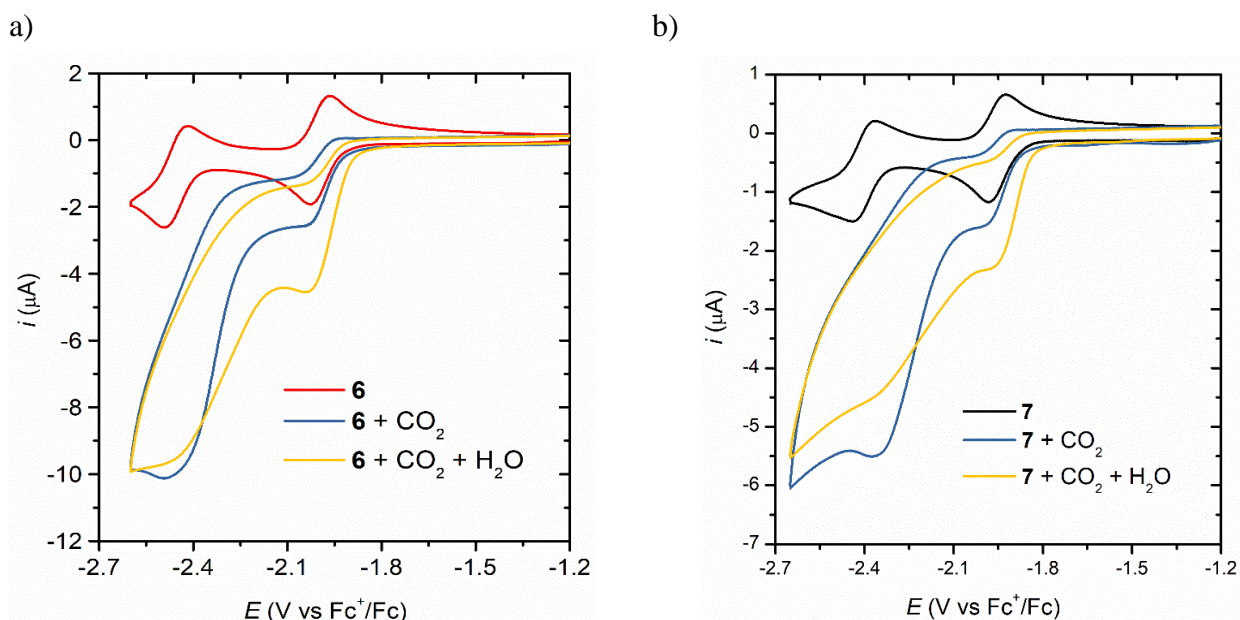 a)
2
0
-2
-4
-6
-8
-10
-12
i (μA)
6
6 + CO₂
6 + CO₂ + H₂O
-2.7 -2.4 -2.1 -1.8 -1.5 -1.2
E (V vs Fc⁺/Fc)
b)
1
0
-1
-2
-3
-4
-5
-6
-7
i (μA)
7
7 + CO₂
7 + CO₂ + H₂O
-2.7 -2.4 -2.1 -1.8 -1.5 -1.2
E (V vs Fc⁺/Fc)